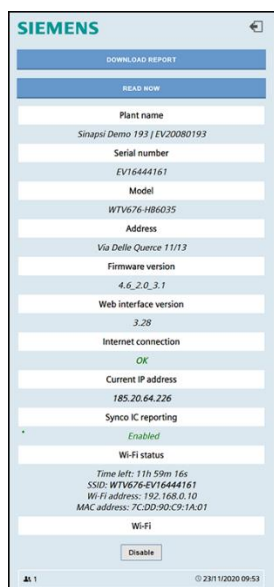 SIEMENS
DOWNLOAD REPORT
READ NOW
Plant name
Sinapsi Demo 193 | EV20080193
Serial number
EV16444161
Model
WTV676-HB6035
Address
Via Delle Querce 11/13
Firmware version
4.6_2.0_3.1
Web interface version
3.28
Internet connection
OK
Current IP address
185.20.64.226
Synco IC reporting
Enabled
Wi-Fi status
Time left: 11h 59m 16s
SSID: WTV676-EV16444161
Wi-Fi address: 192.168.0.10
MAC address: 7C:DD:90:C9:1A:01
Wi-Fi
Disable
1
23/11/2020 09:53